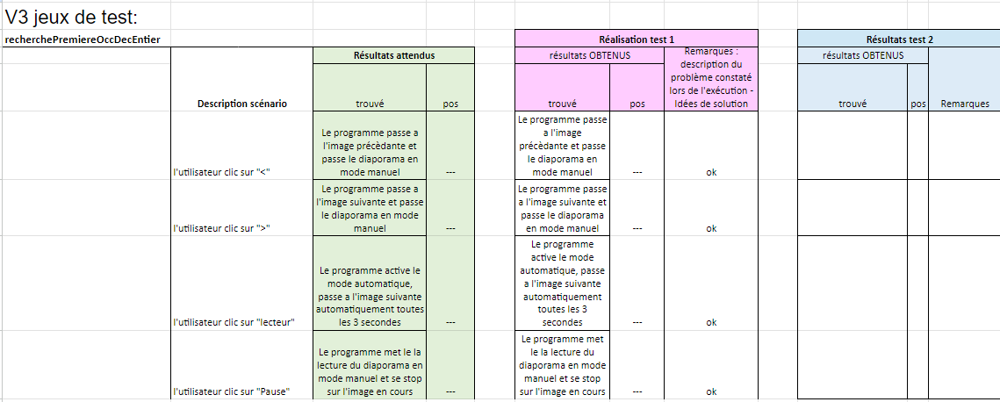 V3 jeux de test:
recherchePremiereOccDecEntier
Réalisation test 1
Résultats test 2
Résultats attendus
résultats OBTENUS
Remarques :
description du
problème constaté
lors de l'exécution -
Idées de solution
résultats OBTENUS
Description scénario
trouvé
pos
trouvé
pos
trouvé
pos
Remarques
l'utilisateur clic sur "<"
Le programme passe a
l'image précèdante et
passe le diaporama en
mode manuel
---
Le programme passe
a l'image
précèdante et passe
le diaporama en
mode manuel
---
ok
l'utilisateur clic sur ">"
Le programme passe a
l'image suivante et passe
le diaporama en mode
manuel
---
Le programme passe
a l'image suivante et
passe le diaporama
en mode manuel
---
ok
l'utilisateur clic sur "lecteur"
Le programme active le
mode automatique,
passe a l'image suivante
automatiquement toutes
les 3 secondes
---
Le programme
active le mode
automatique, passe
a l'image suivante
automatiquement
toutes les 3
secondes
---
ok
l'utilisateur clic sur "Pause"
Le programme met le la
lecture du diaporama en
mode manuel et se stop
sur l'image en cours
---
Le programme met
le la lecture du
diaporama en mode
manuel et se stop
sur l'image en cours
---
ok